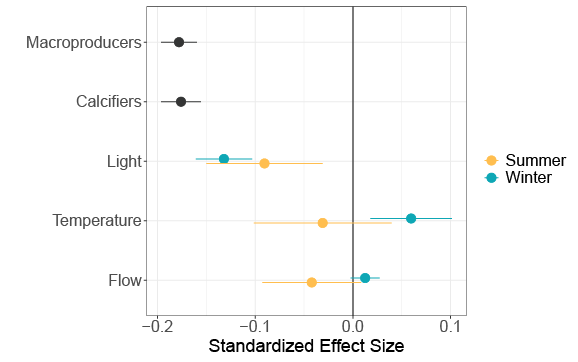 Macroproducers
Calcifiers
Light
Temperature
Flow
Summer
Winter
−0.2 −0.1 0.0 0.1
Standardized Effect Size